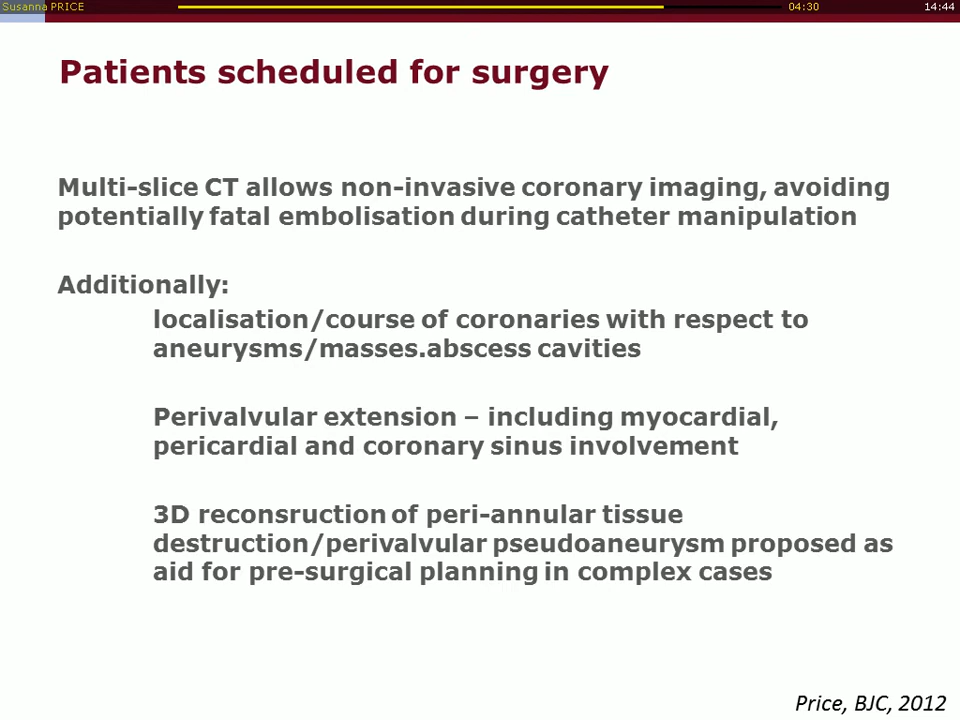 Susanna PRICE 04:30 14:44
Patients scheduled for surgery
Multi-slice CT allows non-invasive coronary imaging, avoiding
potentially fatal embolisation during catheter manipulation
Additionally:
localisation/course of coronaries with respect to
aneurysms/masses.abscess cavities
Perivalvular extension – including myocardial,
pericardial and coronary sinus involvement
3D reconsruction of peri-annular tissue
destruction/perivalvular pseudoaneurysm proposed as
aid for pre-surgical planning in complex cases
Price, BJC, 2012